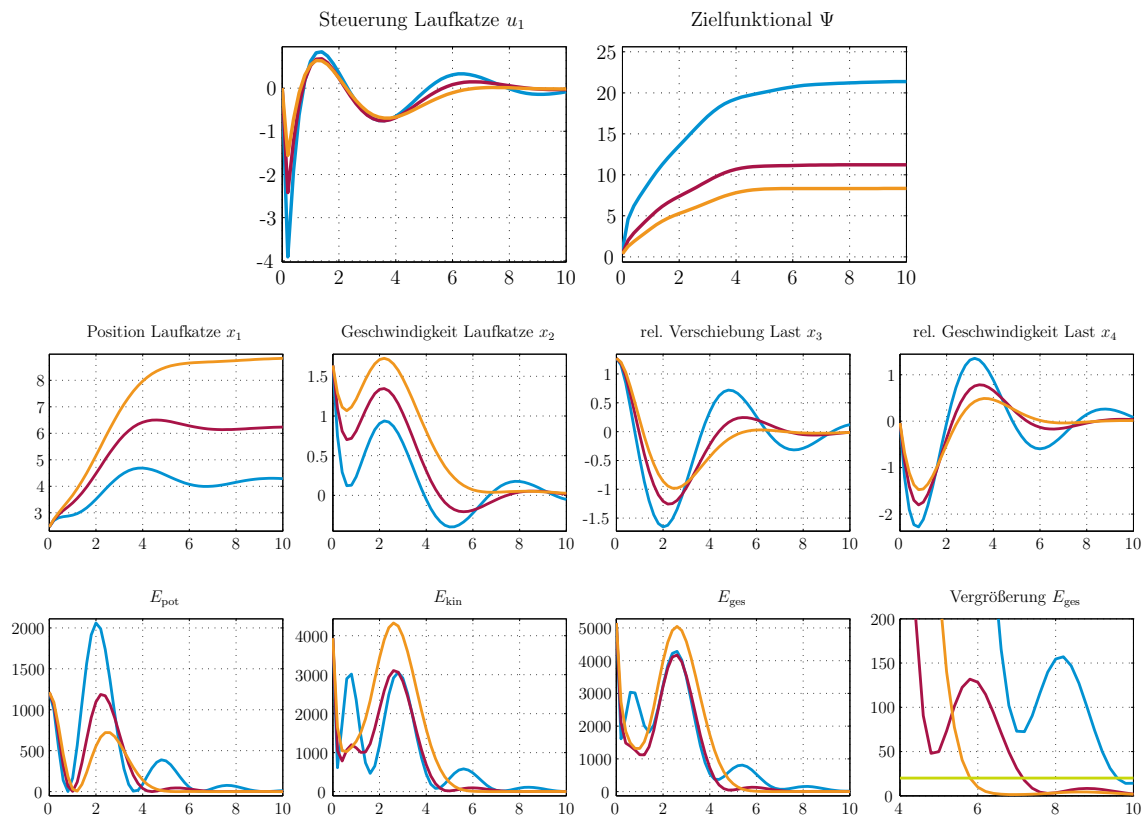 Steuerung Laufkatze u₁
0
-1
-2
-3
-4
0 2 4 6 8 10
Zielfunktional Ψ
25
20
15
10
5
0
0 2 4 6 8 10
Position Laufkatze x₁
8
7
6
5
4
3
0 2 4 6 8 10
Geschwindigkeit Laufkatze x₂
1.5
1
0.5
0
0 2 4 6 8 10
rel. Verschiebung Last x₃
1
0.5
0
-0.5
-1
-1.5
0 2 4 6 8 10
rel. Geschwindigkeit Last x₄
1
0
-1
-2
0 2 4 6 8 10
E_pot
2000
1500
1000
500
0
0 2 4 6 8 10
E_kin
4000
3000
2000
1000
0
0 2 4 6 8 10
E_ges
5000
4000
3000
2000
1000
0
0 2 4 6 8 10
Vergrößerung E_ges
200
150
100
50
0
4 6 8 10